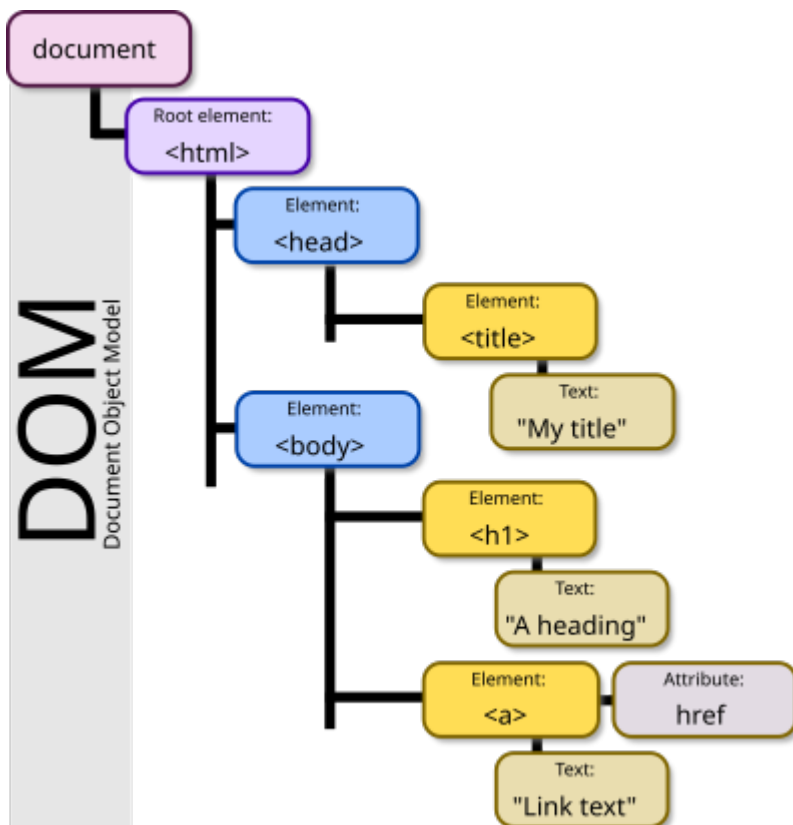 document
Root element:
<html>
Element:
<head>
Element:
<title>
Text:
"My title"
Element:
<body>
Element:
<h1>
Text:
"A heading"
Element:
<a>
Attribute:
href
Text:
"Link text"
DOM
Document Object Model